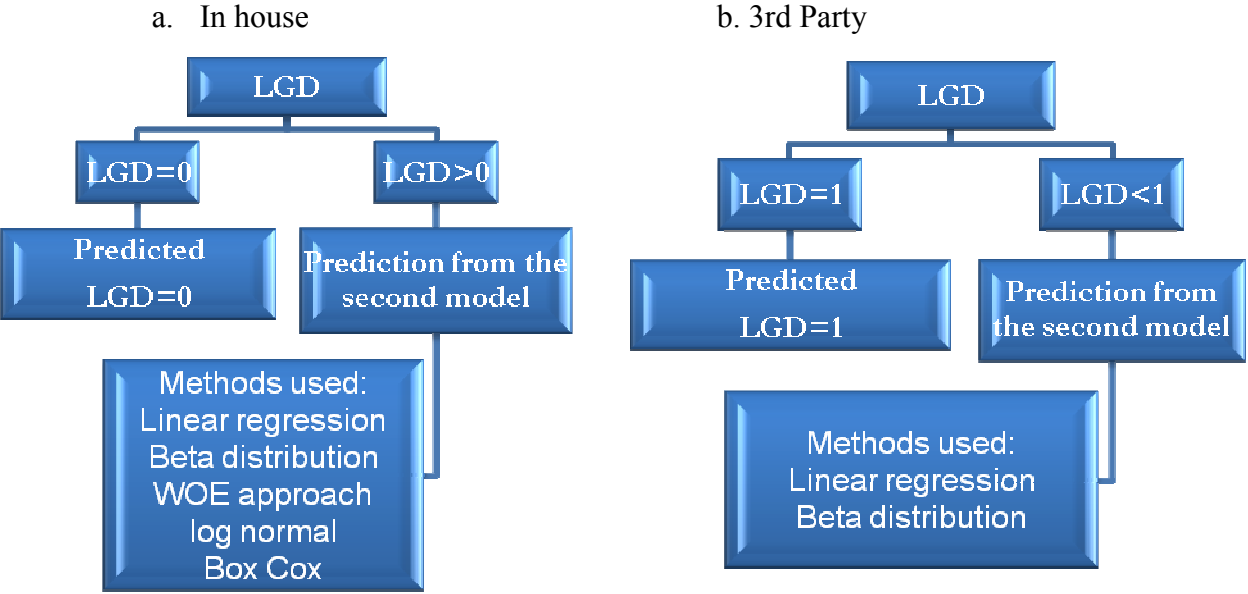 a. In house
LGD
LGD=0
LGD>0
Predicted
LGD=0
Prediction from the
second model
Methods used:
Linear regression
Beta distribution
WOE approach
log normal
Box Cox
b. 3rd Party
LGD
LGD=1
LGD<1
Predicted
LGD=1
Prediction from
the second model
Methods used:
Linear regression
Beta distribution